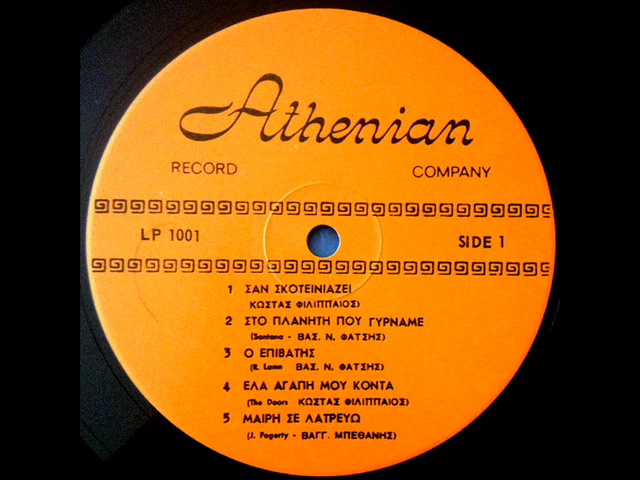 Athenian
RECORD COMPANY
LP 1001 SIDE 1
1 ΣΑΝ ΣΚΟΤΕΙΝΙΑΖΕΙ
ΚΩΣΤΑΣ ΦΙΛΙΠΠΑΙΟΣ)
2 ΣΤΟ ΠΛΑΝΗΤΗ ΠΟΥ ΓΥΡΝΑΜΕ
(Santana - ΒΑΣ. Ν. ΦΑΤΣΗΣ)
3 Ο ΕΠΙΒΑΤΗΣ
(R. Lamm ΒΑΣ. Ν. ΦΑΤΣΗΣ)
4 ΕΛΑ ΑΓΑΠΗ ΜΟΥ ΚΟΝΤΑ
(The Doors ΚΩΣΤΑΣ ΦΙΛΙΠΠΑΙΟΣ)
5 ΜΑΙΡΗ ΣΕ ΛΑΤΡΕΥΩ
(J. Fogerty - ΒΑΓΓ. ΜΠΕΘΑΝΗΣ)